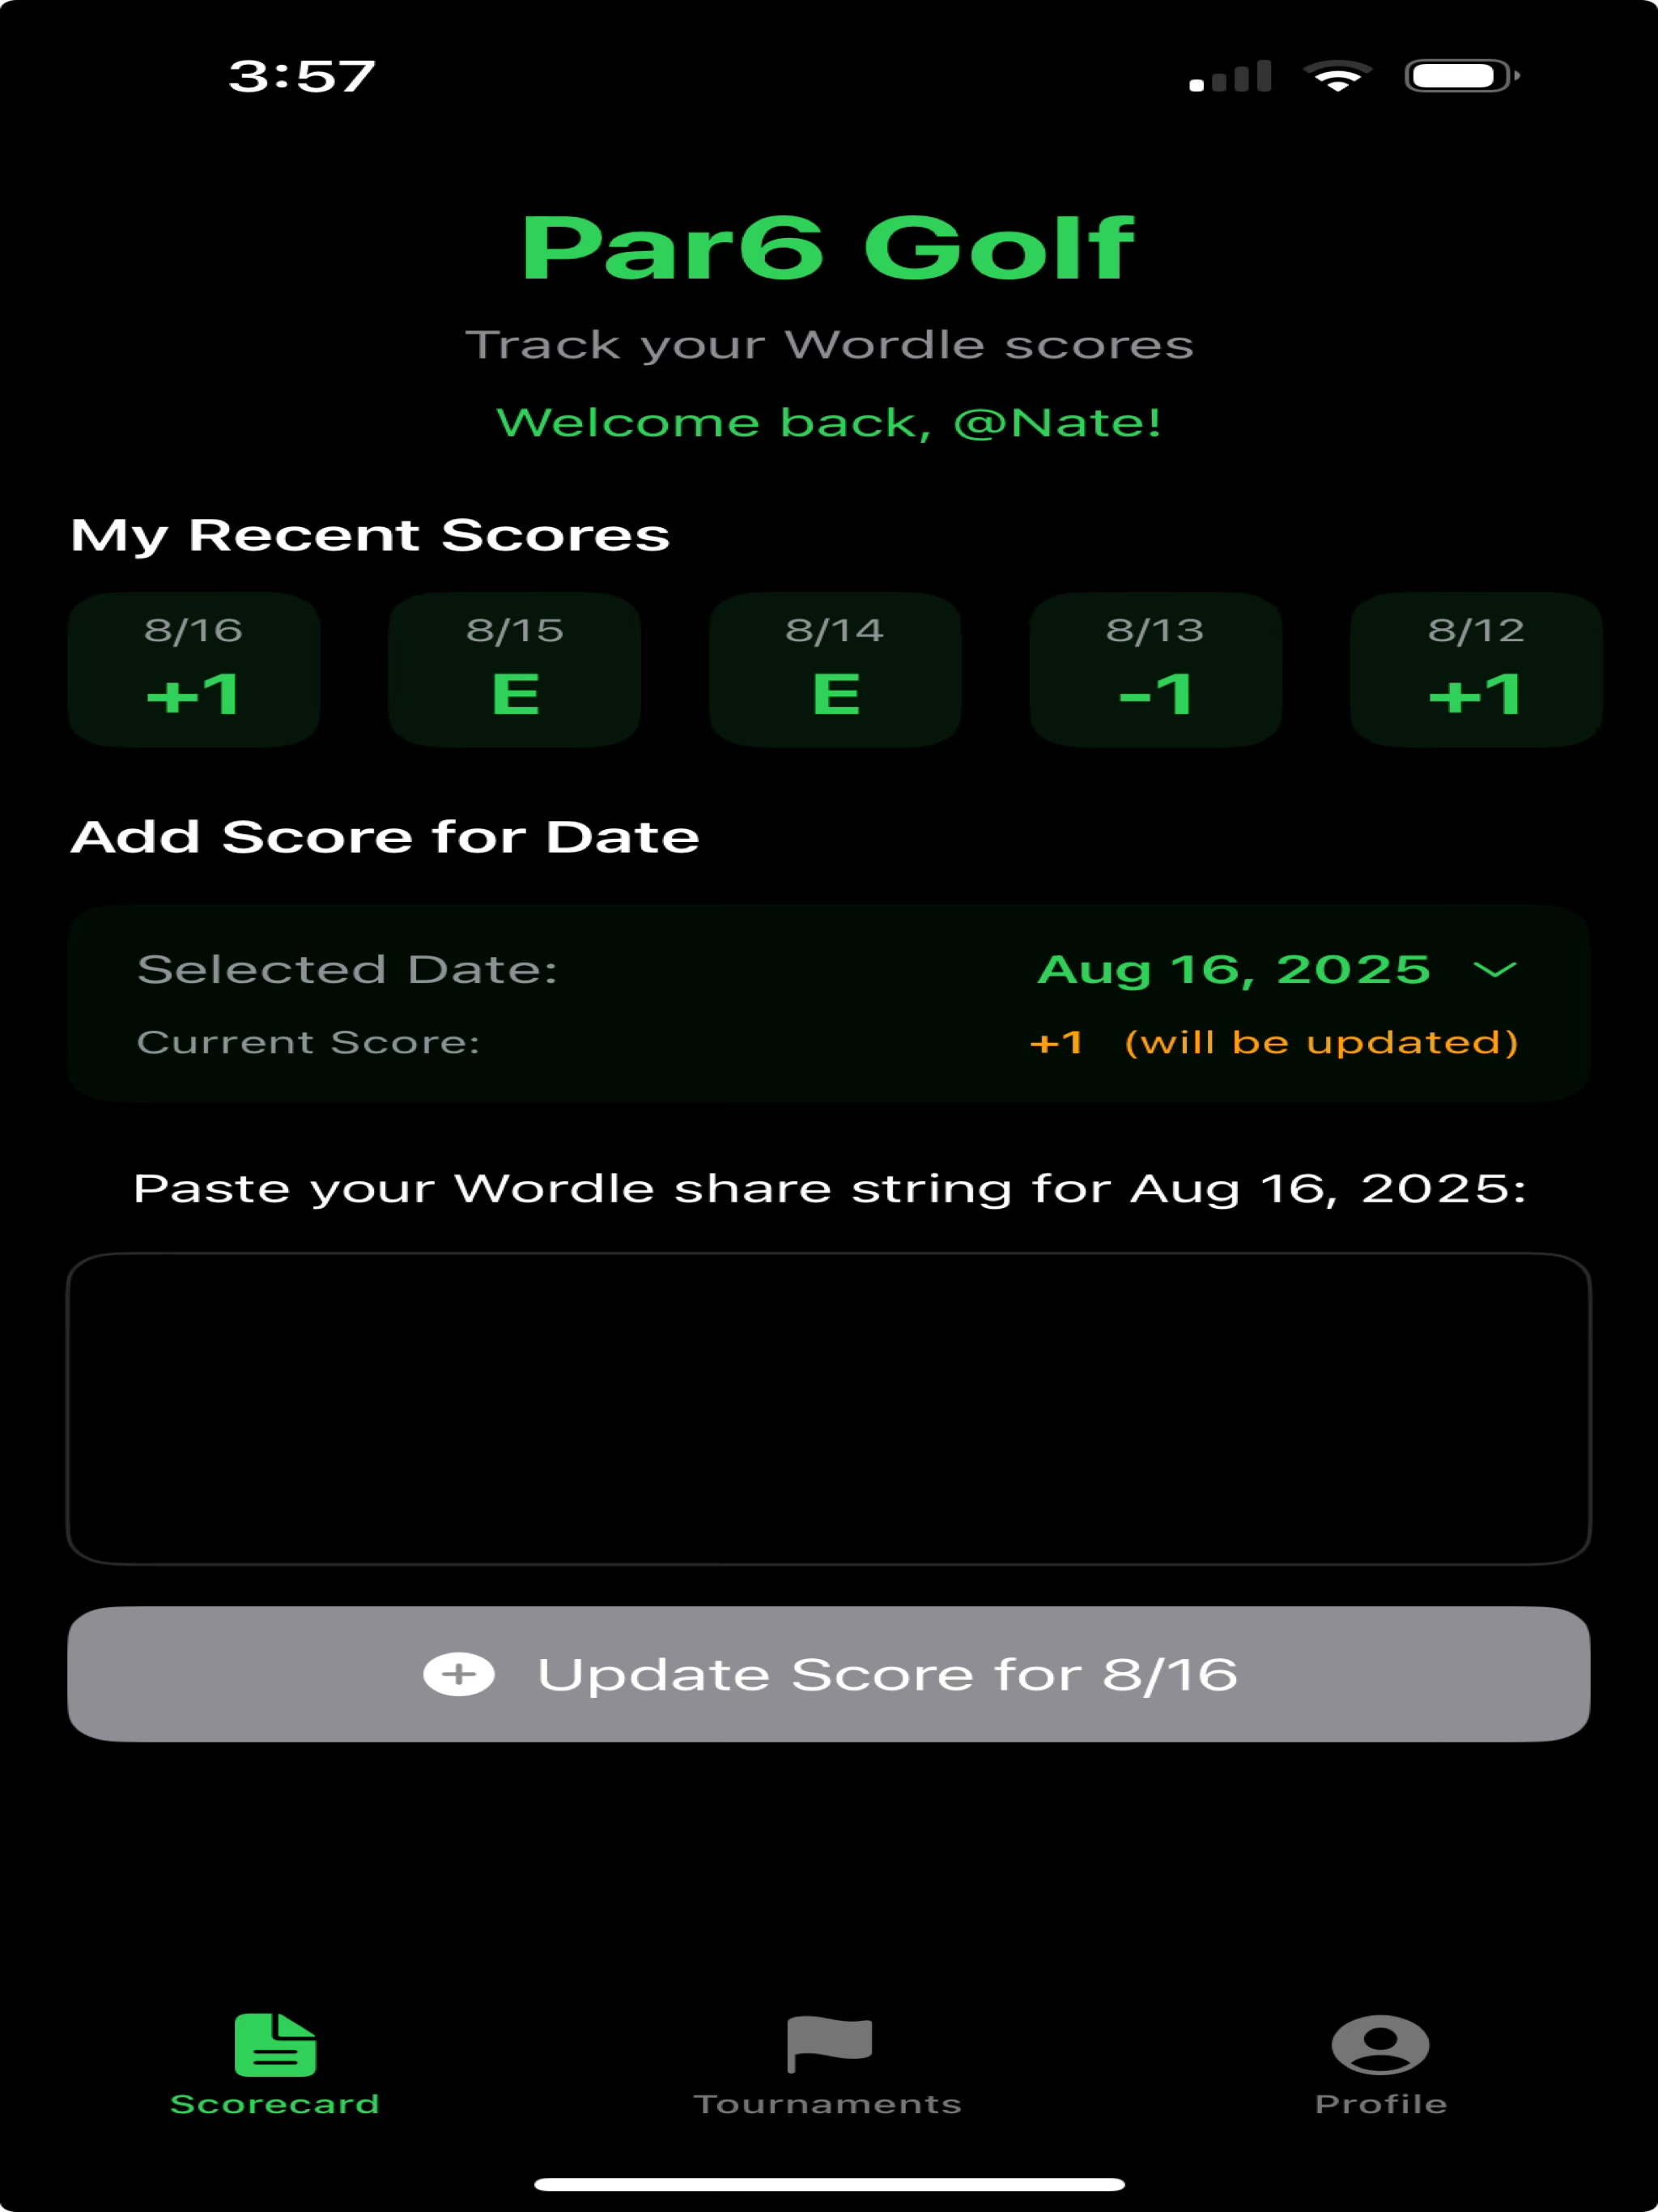 3:57
Par6 Golf
Track your Wordle scores
Welcome back, @Nate!
My Recent Scores
8/16 8/15 8/14 8/13 8/12
+1 E E -1 +1
Add Score for Date
Selected Date: Aug 16, 2025
Current Score: +1 (will be updated)
Paste your Wordle share string for Aug 16, 2025:
Update Score for 8/16
Scorecard Tournaments Profile